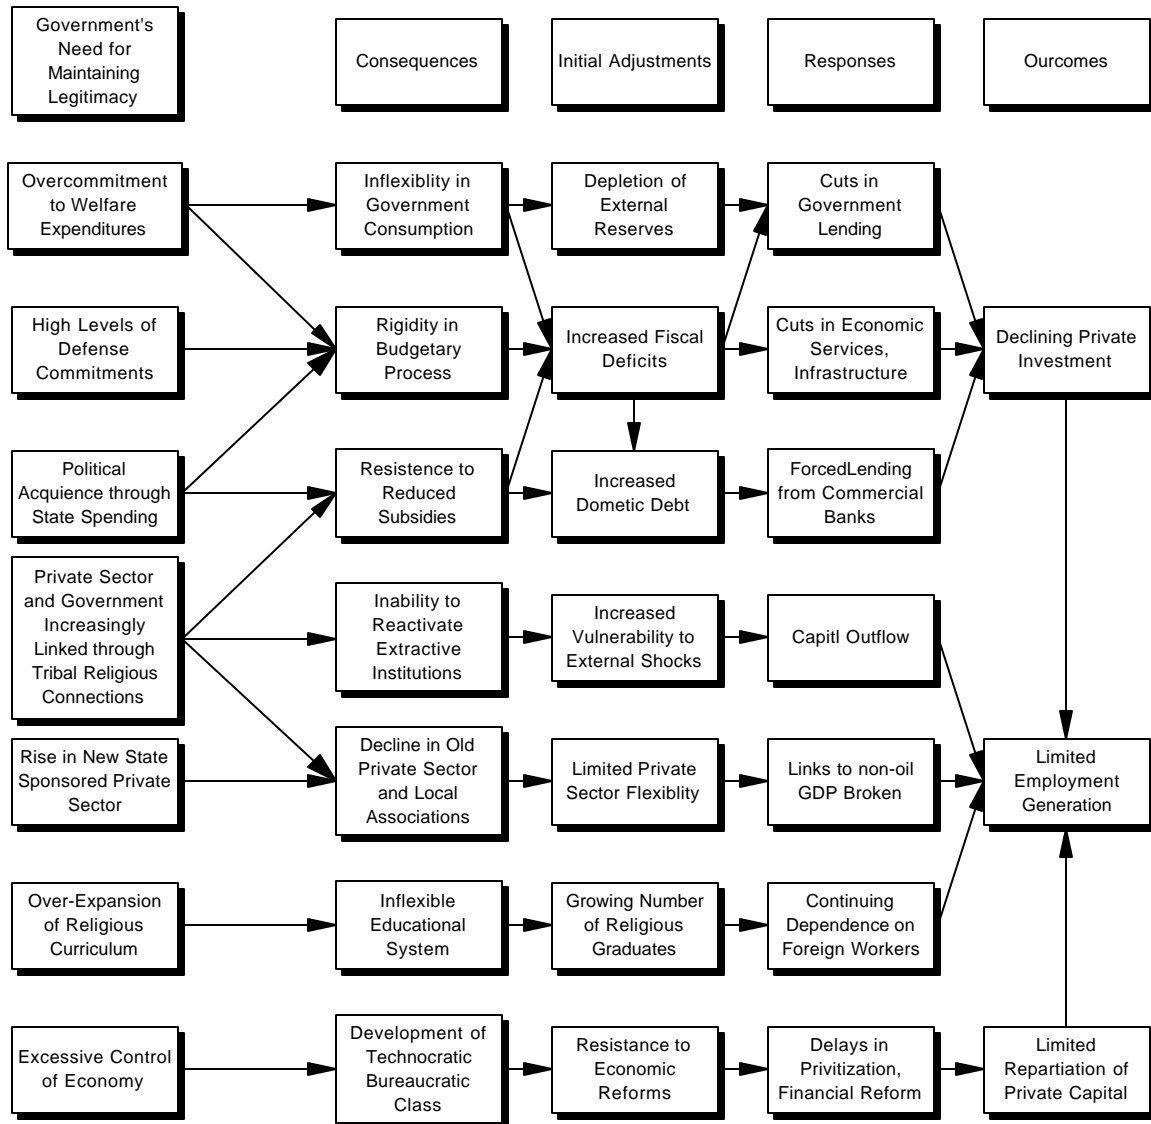 Government's
Need for
Maintaining
Legitimacy
Consequences
Initial Adjustments
Responses
Ourcomes
Overcommitment
to Welfare
Expenditures
Inflexiblity in
Government
Consumption
Depletion of
External
Reserves
Cuts in
Government
Lending
High Levels of
Defense
Commitments
Rigidity in
Budgetary
Process
Increased Fiscal
Deficits
Cuts in Economic
Services,
Infrastructure
Declining Private
Investment
Political
Acquience through
State Spending
Resistence to
Reduced
Subsidies
Increased
Dometic Debt
ForcedLending
from Commercial
Banks
Private Sector
and Government
Increasingly
Linked through
Tribal Religious
Connections
Inability to
Reactivate
Extractive
Institutions
Increased
Vulnerability to
External Shocks
Capitl Outflow
Rise in New State
Sponsored Private
Sector
Decline in Old
Private Sector
and Local
Associations
Limited Private
Sector Flexiblity
Links to non-oil
GDP Broken
Limited
Employment
Generation
Over-Expansion
of Religious
Curriculum
Inflexible
Educational
System
Growing Number
of Religious
Graduates
Continuing
Dependence on
Foreign Workers
Excessive Control
of Economy
Development of
Technocratic
Bureaucratic
Class
Resistance to
Economic
Reforms
Delays in
Privitization,
Financial Reform
Limited
Repartiation of
Private Capital